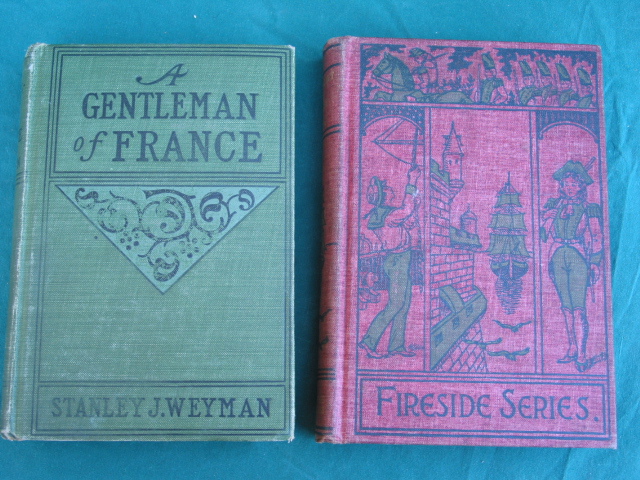 A
GENTLEMAN
of FRANCE
STANLEY J. WEYMAN
FIRESIDE SERIES.